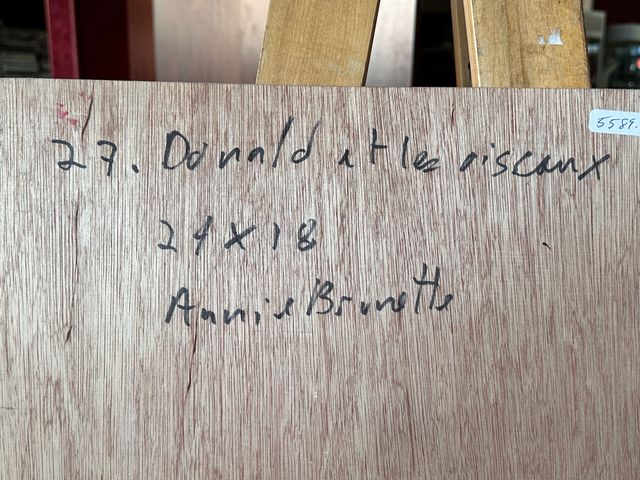 5589.
27. Donald et les oiseaux
24 x 18
Annie Brunette